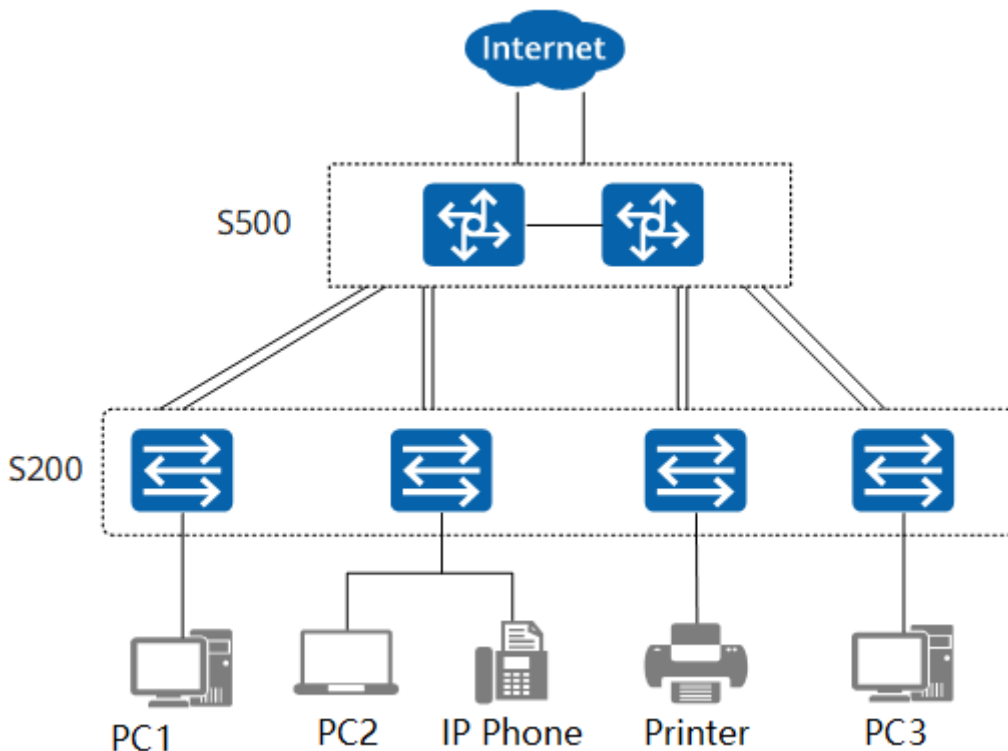 Internet
S500
S200
PC1
PC2
IP Phone
Printer
PC3